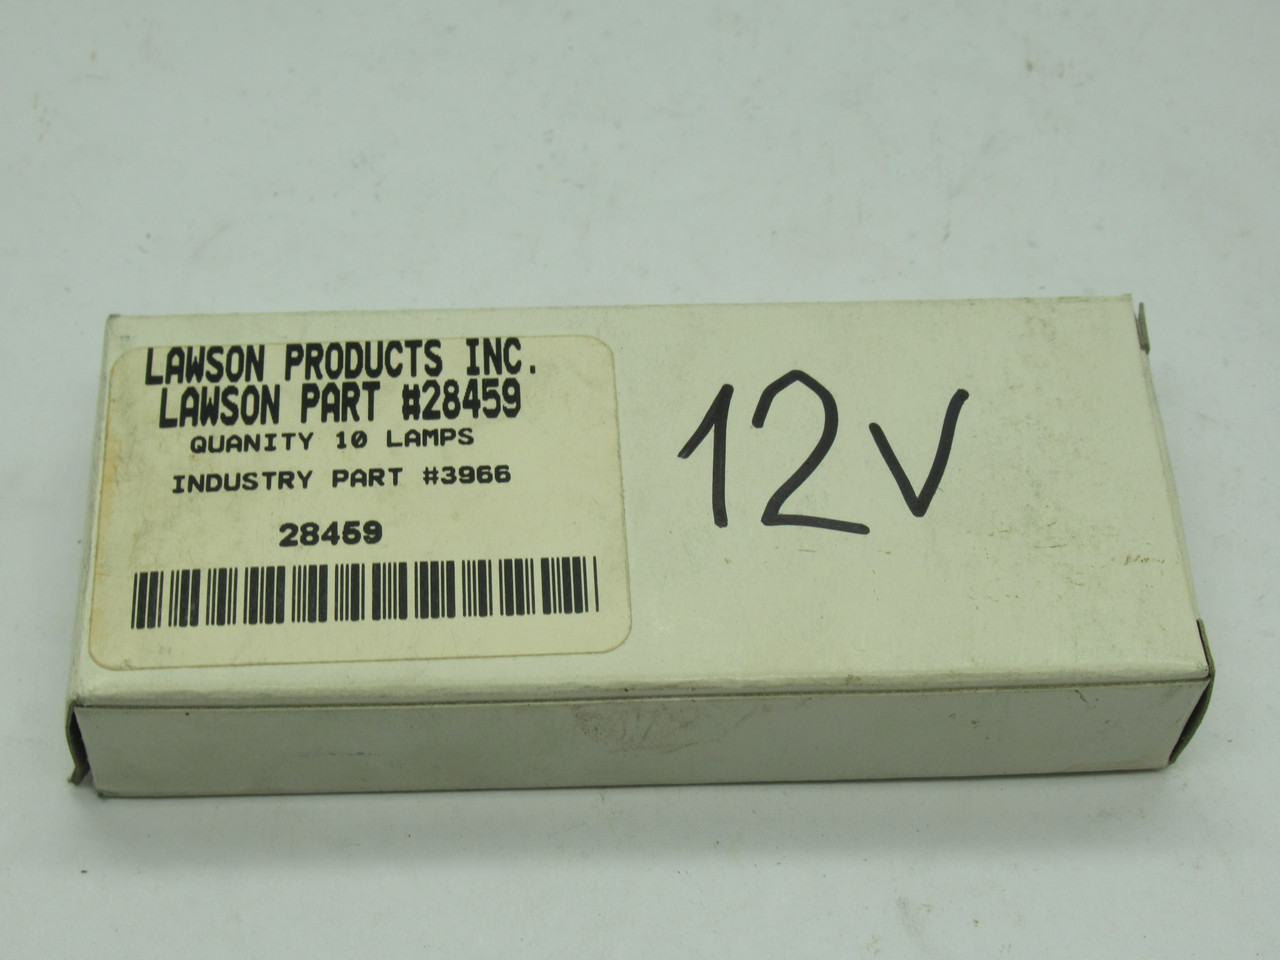 LAWSON PRODUCTS INC.
LAWSON PART #28459
QUANITY 10 LAMPS
INDUSTRY PART #3966
28459
12V